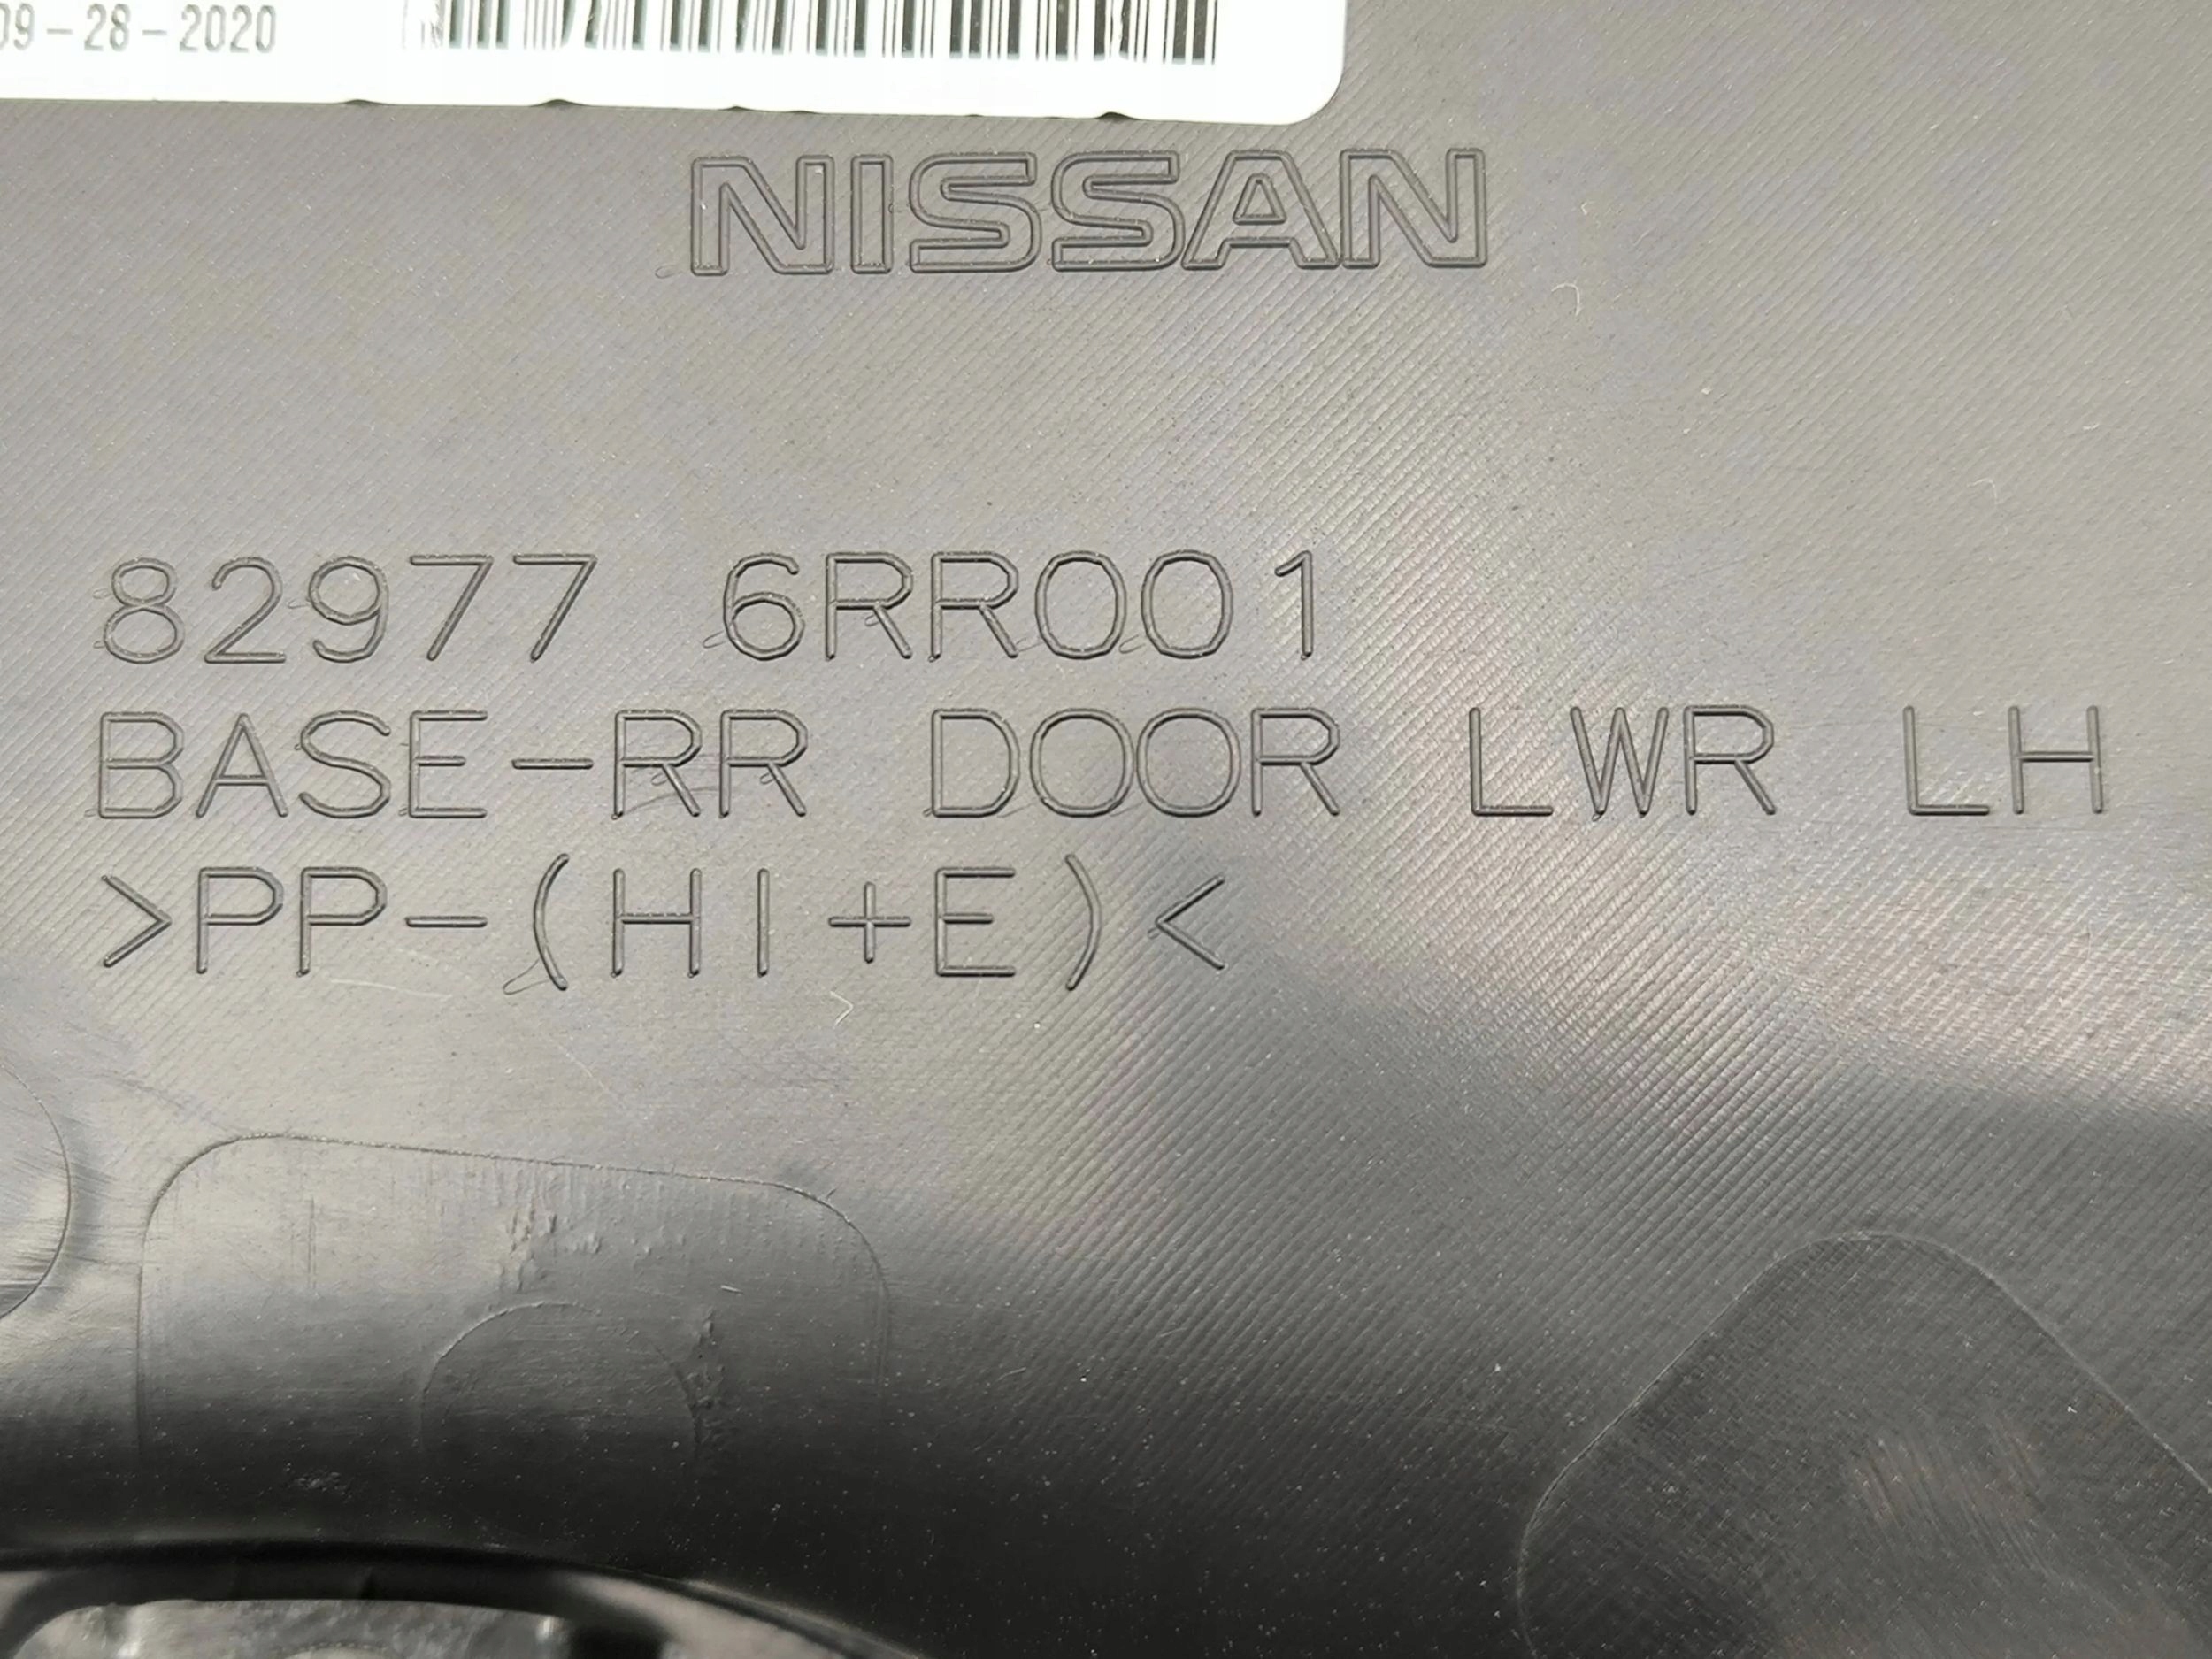 09-28-2020
NISSAN
82977 6RR001
BASE-RR DOOR LWR LH
>PP-(HI+E)<